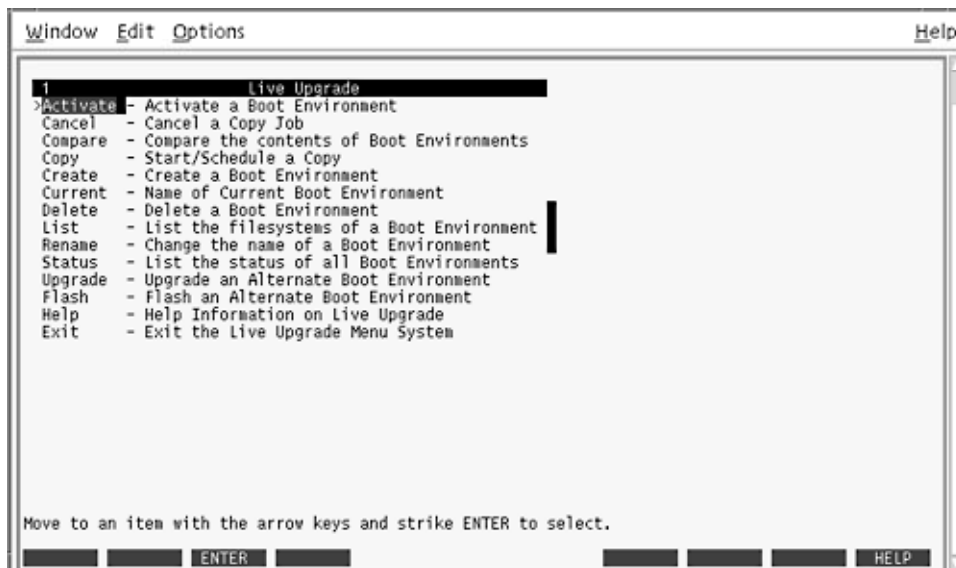 Window Edit Options Help
1 Live Upgrade
>Activate - Activate a Boot Environment
Cancel - Cancel a Copy Job
Compare - Compare the contents of Boot Environments
Copy - Start/Schedule a Copy
Create - Create a Boot Environment
Current - Name of Current Boot Environment
Delete - Delete a Boot Environment
List - List the filesystems of a Boot Environment
Rename - Change the name of a Boot Environment
Status - List the status of all Boot Environments
Upgrade - Upgrade an Alternate Boot Environment
Flash - Flash an Alternate Boot Environment
Help - Help Information on Live Upgrade
Exit - Exit the Live Upgrade Menu System
Move to an item with the arrow keys and strike ENTER to select.
ENTER HELP